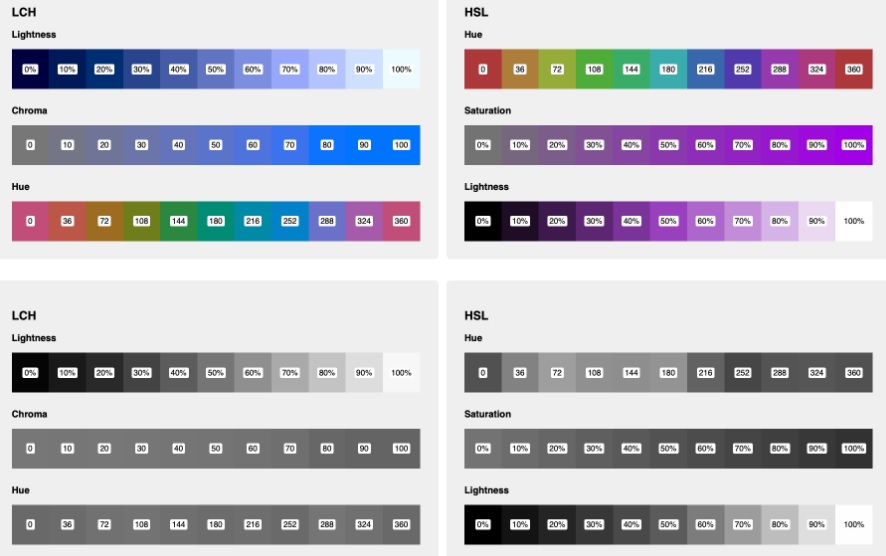 LCH
Lightness
0% 10% 20% 30% 40% 50% 60% 70% 80% 90% 100%
Chroma
0 10 20 30 40 50 60 70 80 90 100
Hue
0 36 72 108 144 180 216 252 288 324 360
HSL
Hue
0 36 72 108 144 180 216 252 288 324 360
Saturation
0% 10% 20% 30% 40% 50% 60% 70% 80% 90% 100%
Lightness
0% 10% 20% 30% 40% 50% 60% 70% 80% 90% 100%
LCH
Lightness
0% 10% 20% 30% 40% 50% 60% 70% 80% 90% 100%
Chroma
0 10 20 30 40 50 60 70 80 90 100
Hue
0 36 72 108 144 180 216 252 288 324 360
HSL
Hue
0 36 72 108 144 180 216 252 288 324 360
Saturation
0% 10% 20% 30% 40% 50% 60% 70% 80% 90% 100%
Lightness
0% 10% 20% 30% 40% 50% 60% 70% 80% 90% 100%